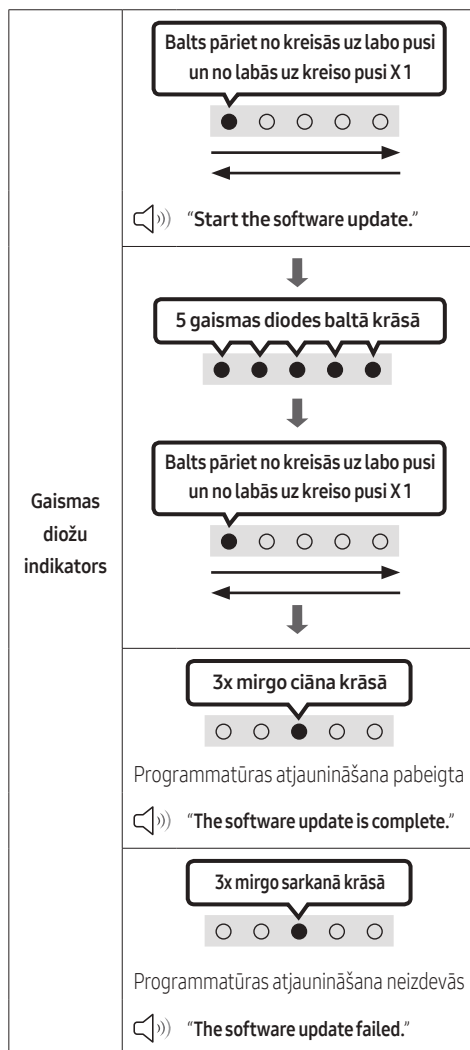 Balts pāriet no kreisās uz labo pusi
un no labās uz kreiso pusi X 1
"Start the software update."
5 gaismas diodes baltā krāsā
Balts pāriet no kreisās uz labo pusi
un no labās uz kreiso pusi X 1
Gaismas
diožu
indikators
3x mirgo ciāna krāsā
Programmatūras atjaunināšana pabeigta
"The software update is complete."
3x mirgo sarkanā krāsā
Programmatūras atjaunināšana neizdevās
"The software update failed."